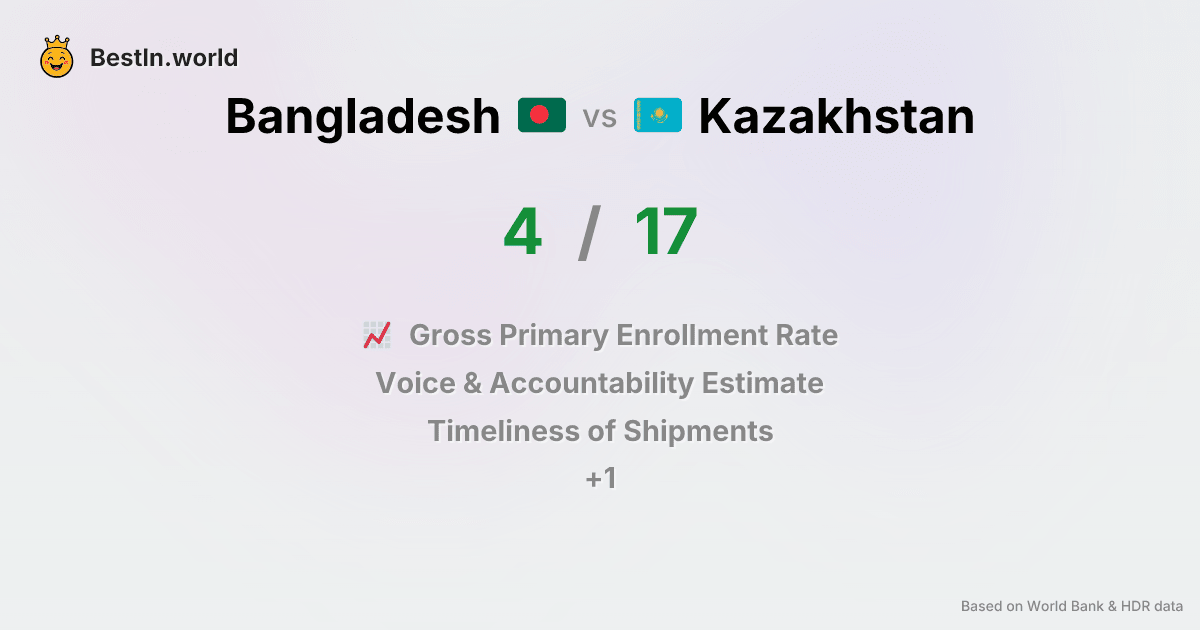 BestIn.world
Bangladesh vs Kazakhstan
4 / 17
Gross Primary Enrollment Rate
Voice & Accountability Estimate
Timeliness of Shipments
+1
Based on World Bank & HDR data